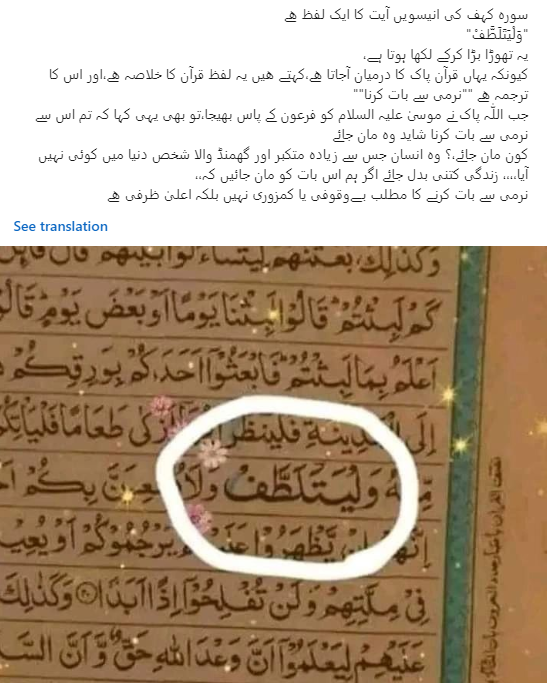 سورہ کہف کی انیسویں آیت کا ایک لفظ ھے
"وَلْيَتَلَطَّفْ"
یہ تھوڑا بڑا کرکے لکھا ہوتا ہے،
کیونکہ یہاں قرآن پاک کا درمیان آجاتا ھے،کہتے ھیں یہ لفظ قرآن کا خلاصہ ھے،اور اس کا
ترجمہ ھے ""نرمی سے بات کرنا""
جب اللّٰہ پاک نے موسیٰ علیہ السلام کو فرعون کے پاس بھیجا،تو بھی یہی کہا کہ تم اس سے
نرمی سے بات کرنا شاید وہ مان جائے
کون مان جائے،؟ وہ انسان جس سے زیادہ متکبر اور گھمنڈ والا شخص دنیا میں کوئی نہیں
آیا،،،، زندگی کتنی بدل جائے اگر ہم اس بات کو مان جائیں کہ،،
نرمی سے بات کرنے کا مطلب بےوقوفی یا کمزوری نہیں بلکہ اعلیٰ ظرفی ھے
See translation
وَكَذٰلِكَ بَعَثْنٰهُمْ لِيَتَسَآءَلُوْا بَيْنَهُمْ قَالَ قَآئِلٌ
كَمْ لَبِثْتُمْ قَالُوْا لَبِثْنَا يَوْمًا اَوْ بَعْضَ يَوْمٍ قَالُوْا
اَعْلَمُ بِمَا لَبِثْتُمْ فَابْعَثُوْٓا اَحَدَكُمْ بِوَرِقِكُمْ
اِلَى الْمَدِيْنَةِ فَلْيَنْظُرْ اَزْكٰى طَعَامًا فَلْيَاْتِكُمْ
مِّنْهُ وَلْيَتَلَطَّفْ وَلَا يُشْعِرَنَّ بِكُمْ
اِنَّهُمْ اِنْ يَّظْهَرُوْا عَلَيْكُمْ يَرْجُمُوْكُمْ اَوْ
فِيْ مِلَّتِهِمْ وَلَنْ تُفْلِحُوْٓا اِذًا اَبَدًا ۲۰ وَكَذٰلِكَ
عَلَيْهِمْ لِيَعْلَمُوْٓا اَنَّ وَعْدَ اللّٰهِ حَقٌّ وَّاَنَّ